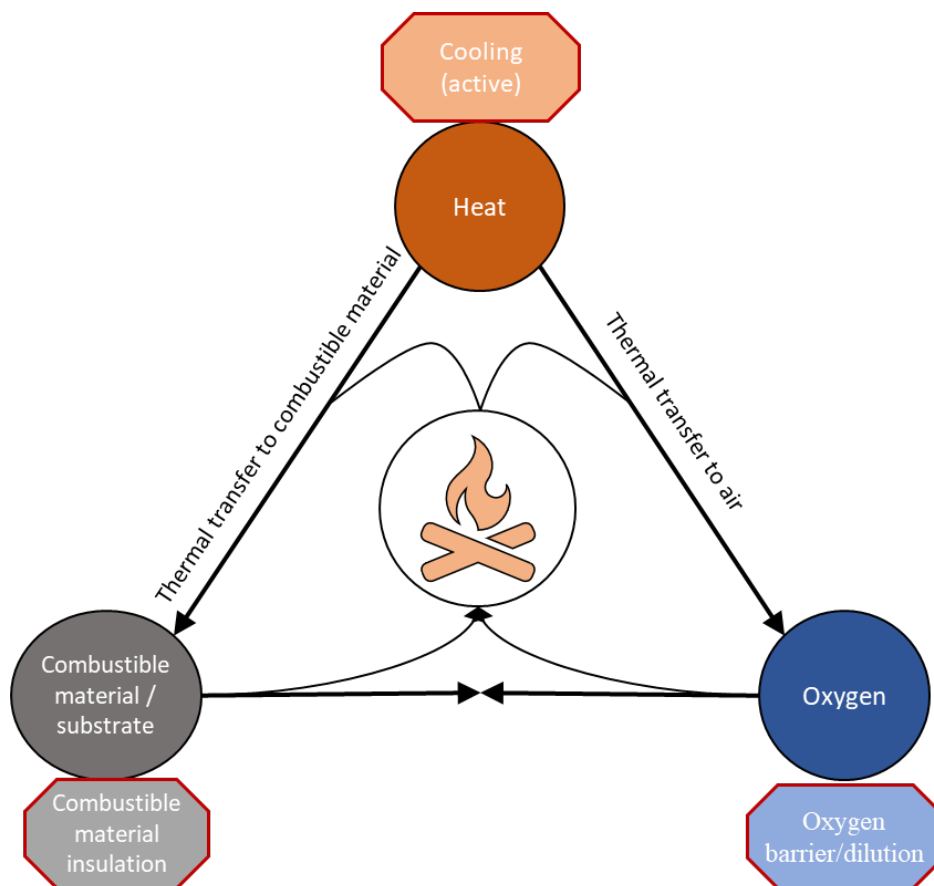 Cooling
(active)
Heat
Thermal transfer to combustible material
Thermal transfer to air
Combustible
material /
substrate
Oxygen
Combustible
material
insulation
Oxygen
barrier/dilution